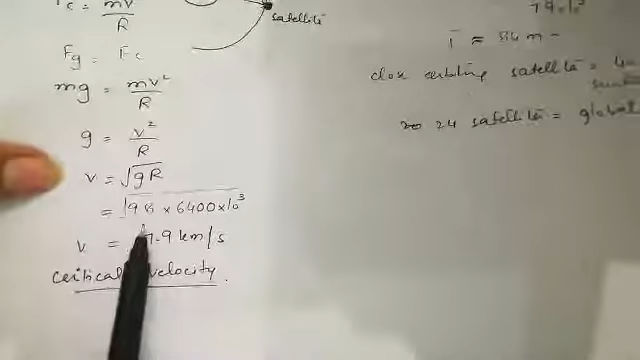 Fc = mv² / R
satellite
Fg = Fc
mg = mv² / R
g = v² / R
v = √gR
= √9.8 × 6400×10³
v = 7.9 km/s
critical velocity.
T ≈ 84 m
close orbiting satellite =
24 satellite = global